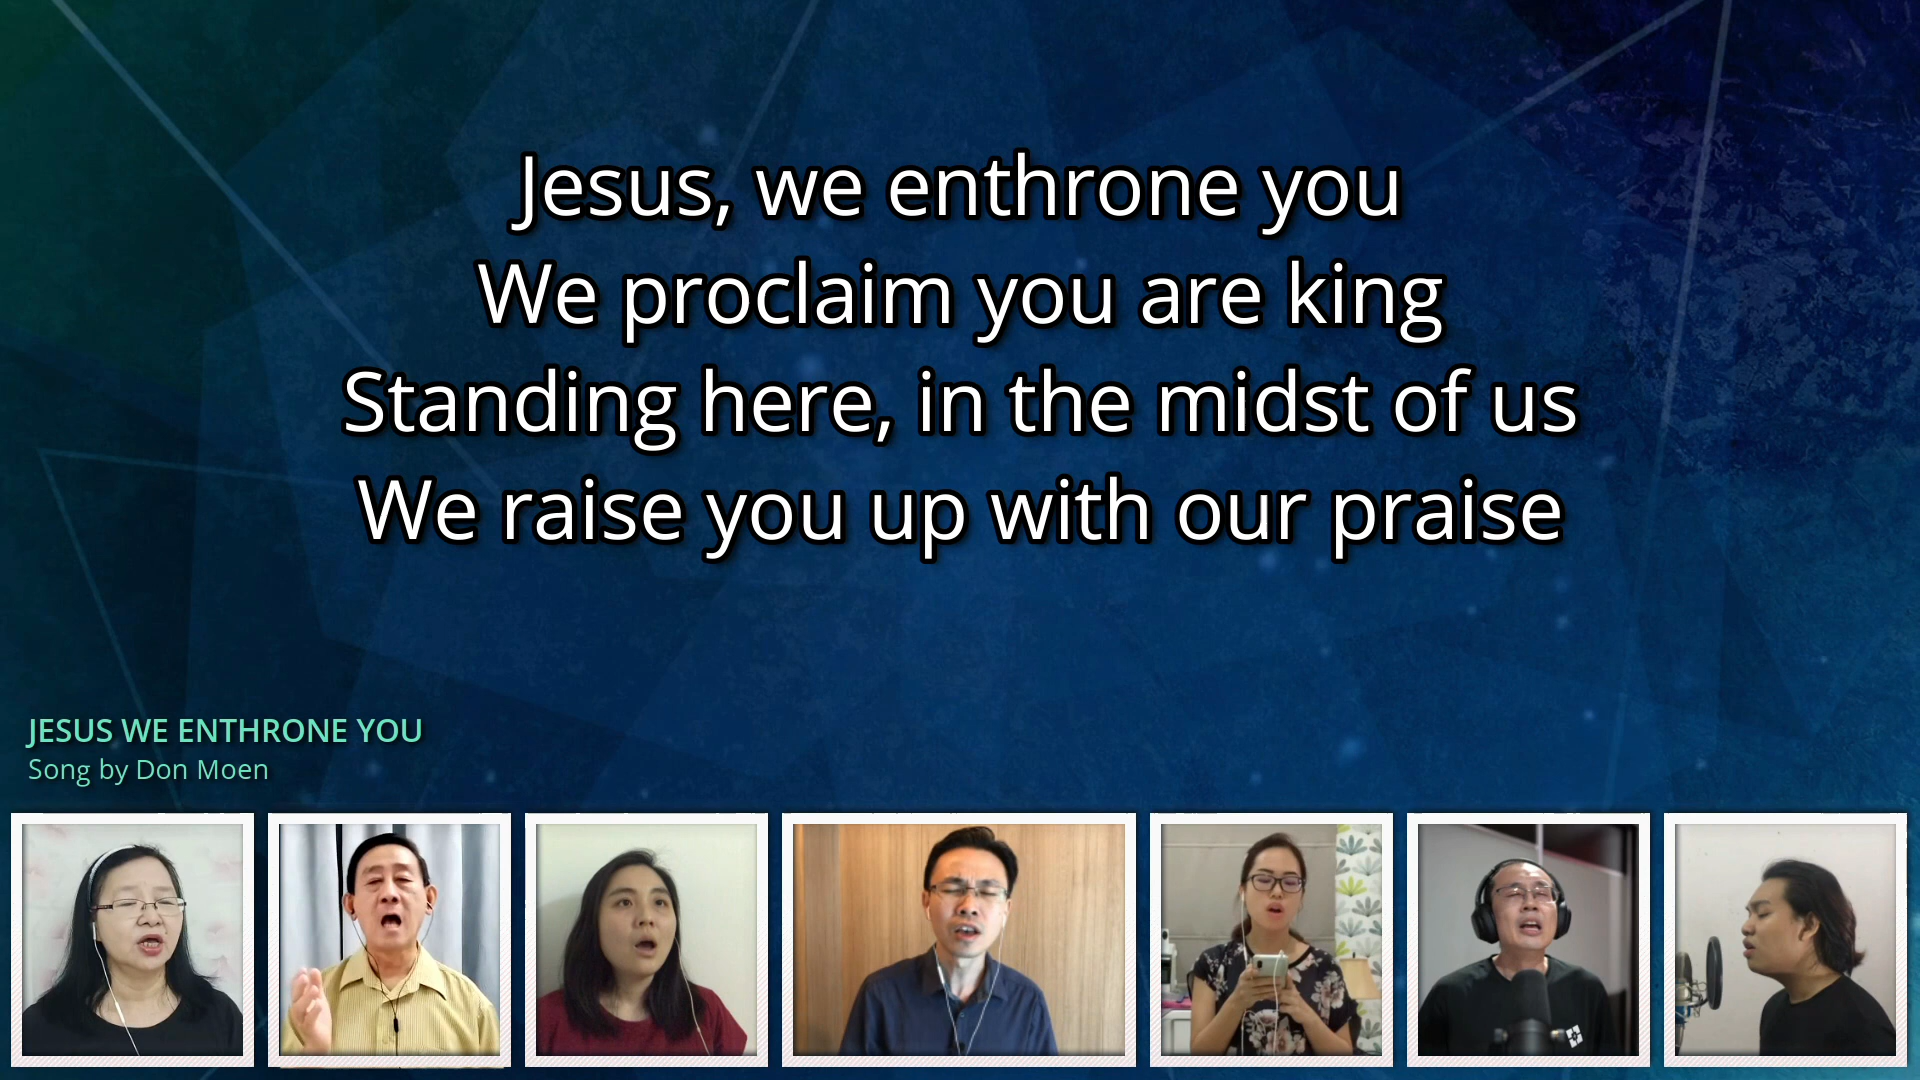 Jesus, we enthrone you
We proclaim you are king
Standing here, in the midst of us
We raise you up with our praise
JESUS WE ENTHRONE YOU
Song by Don Moen